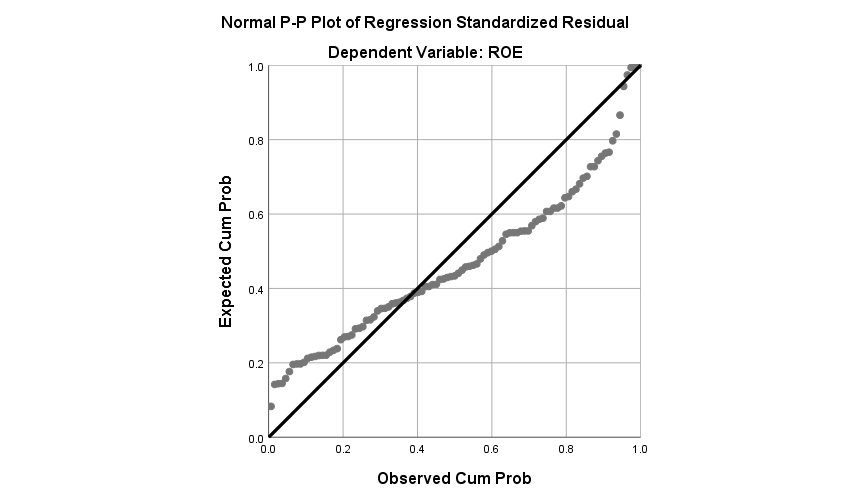 Normal P-P Plot of Regression Standardized Residual
Dependent Variable: ROE
1.0
0.8
0.6
0.4
0.2
0.0
Expected Cum Prob
0.0 0.2 0.4 0.6 0.8 1.0
Observed Cum Prob